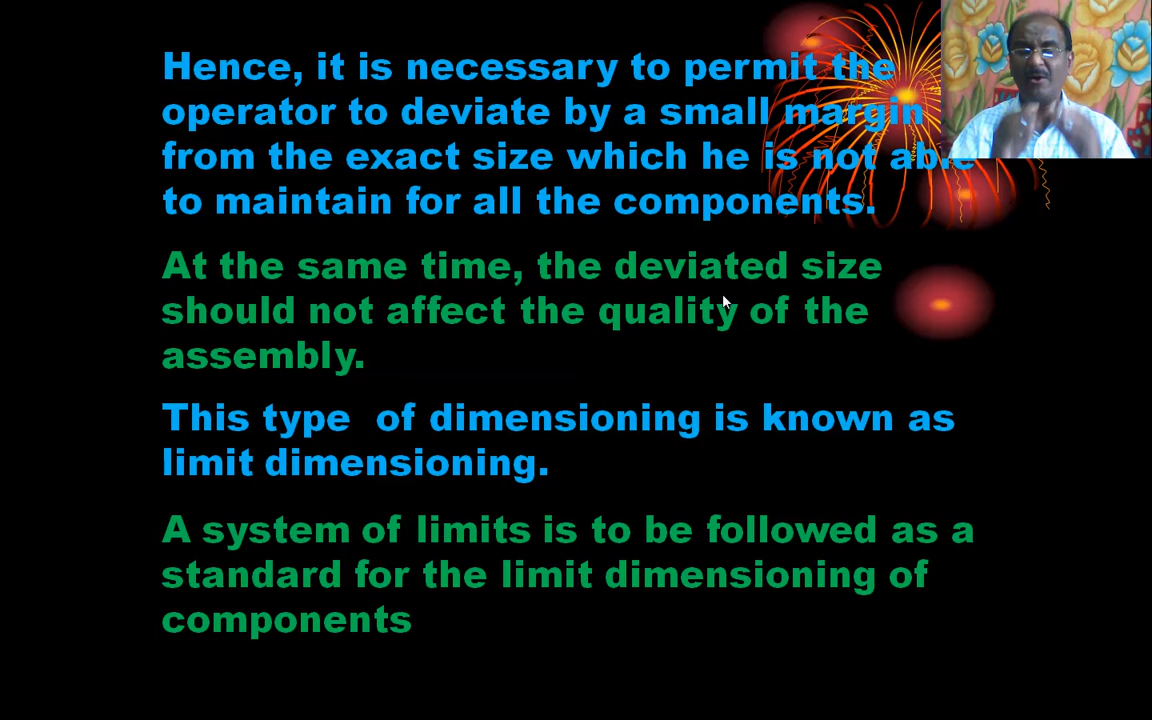 Hence, it is necessary to permit the
operator to deviate by a small margin
from the exact size which he is not able
to maintain for all the components.
At the same time, the deviated size
should not affect the quality of the
assembly.
This type  of dimensioning is known as
limit dimensioning.
A system of limits is to be followed as a
standard for the limit dimensioning of
components